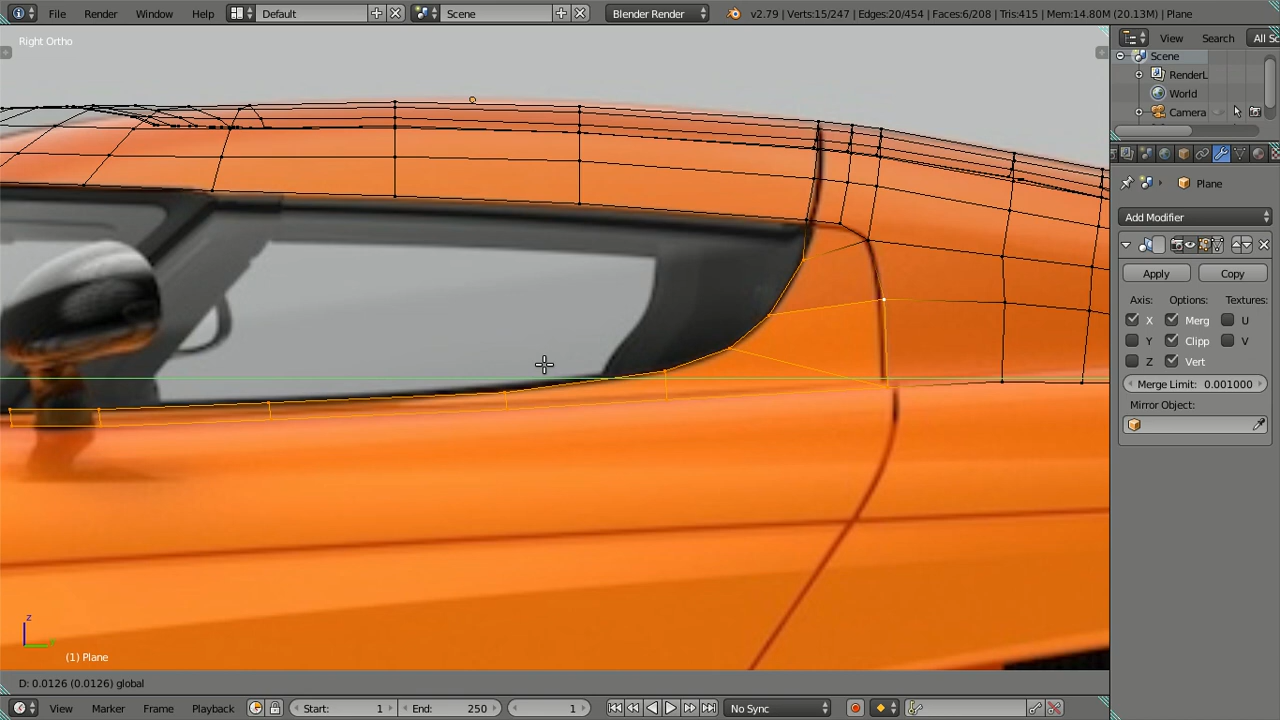 File Render Window Help Default Scene Blender Render v2.79 | Verts:15/247 | Edges:20/454 | Faces:6/208 | Tris:415 | Mem:14.80M (20.13M) | Plane
Right Ortho
View Search All Sc
Scene
RenderL
World
Camera
Plane
Add Modifier
Apply Copy
Axis: Options: Textures:
X Merg U
Y Clipp V
Z Vert
Merge Limit: 0.001000
Mirror Object:
z
(1) Plane
D: 0.0126 (0.0126) global
View Marker Frame Playback Start: 1 End: 250 1 No Sync